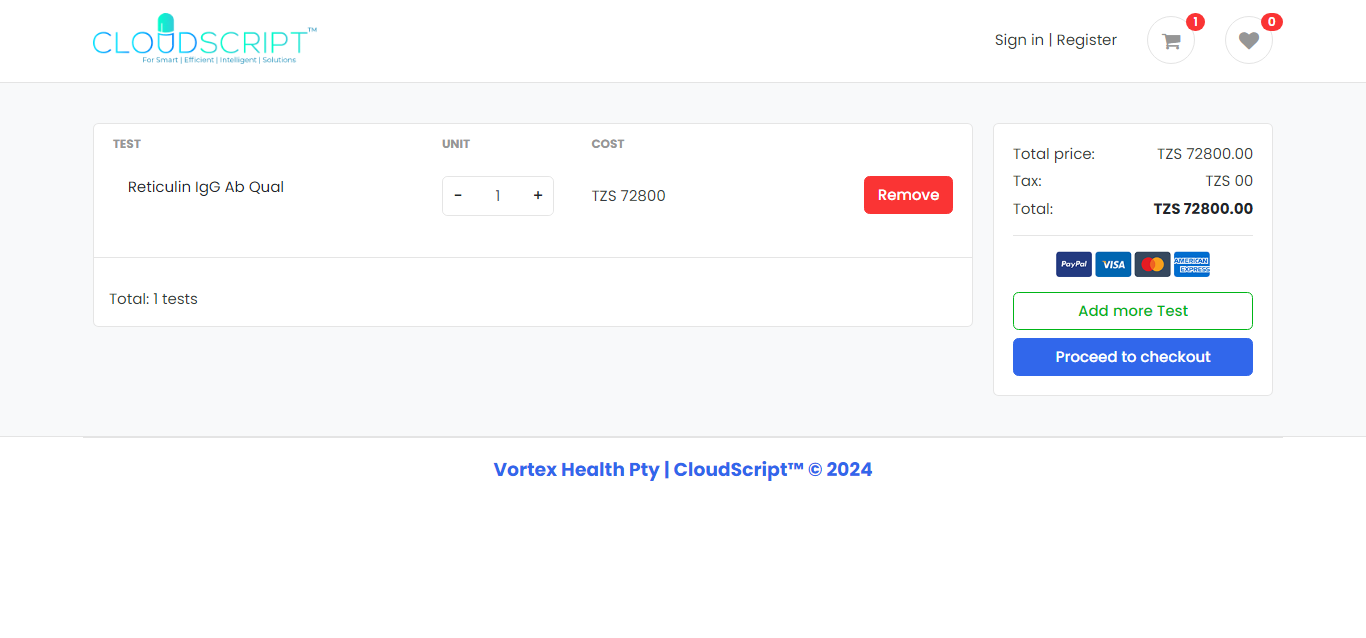 CLOUDSCRIPT™
For Smart | Efficient | Intelligent | Solutions
Sign in | Register
1
0
TEST UNIT COST
Reticulin IgG Ab Qual
- 1 +
TZS 72800
Remove
Total: 1 tests
Total price: TZS 72800.00
Tax: TZS 00
Total: TZS 72800.00
PayPal VISA AMERICAN EXPRESS
Add more Test
Proceed to checkout
Vortex Health Pty | CloudScript™ © 2024